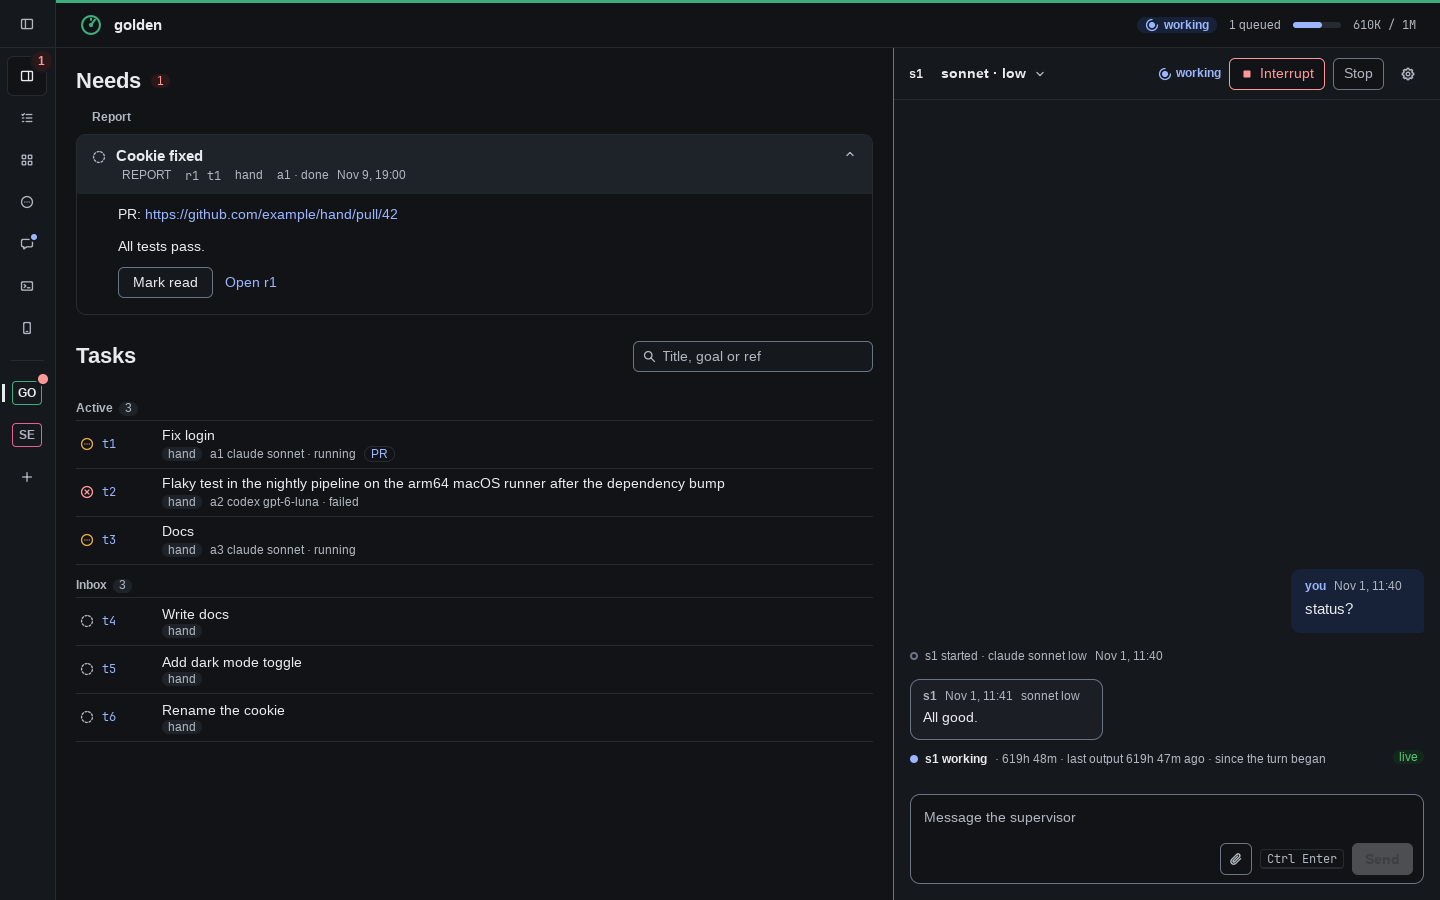 golden
working
1 queued
610K / 1M
1
GO
SE
Needs 1
Report
Cookie fixed
REPORT r1 t1 hand a1 · done Nov 9, 19:00
PR: https://github.com/example/hand/pull/42
All tests pass.
Mark read
Open r1
Tasks
Title, goal or ref
Active 3
t1
Fix login
hand a1 claude sonnet · running PR
t2
Flaky test in the nightly pipeline on the arm64 macOS runner after the dependency bump
hand a2 codex gpt-6-luna · failed
t3
Docs
hand a3 claude sonnet · running
Inbox 3
t4
Write docs
hand
t5
Add dark mode toggle
hand
t6
Rename the cookie
hand
s1 sonnet · low
working
Interrupt
Stop
you Nov 1, 11:40
status?
s1 started · claude sonnet low Nov 1, 11:40
s1 Nov 1, 11:41 sonnet low
All good.
s1 working · 619h 48m · last output 619h 47m ago · since the turn began
live
Message the supervisor
Ctrl Enter
Send